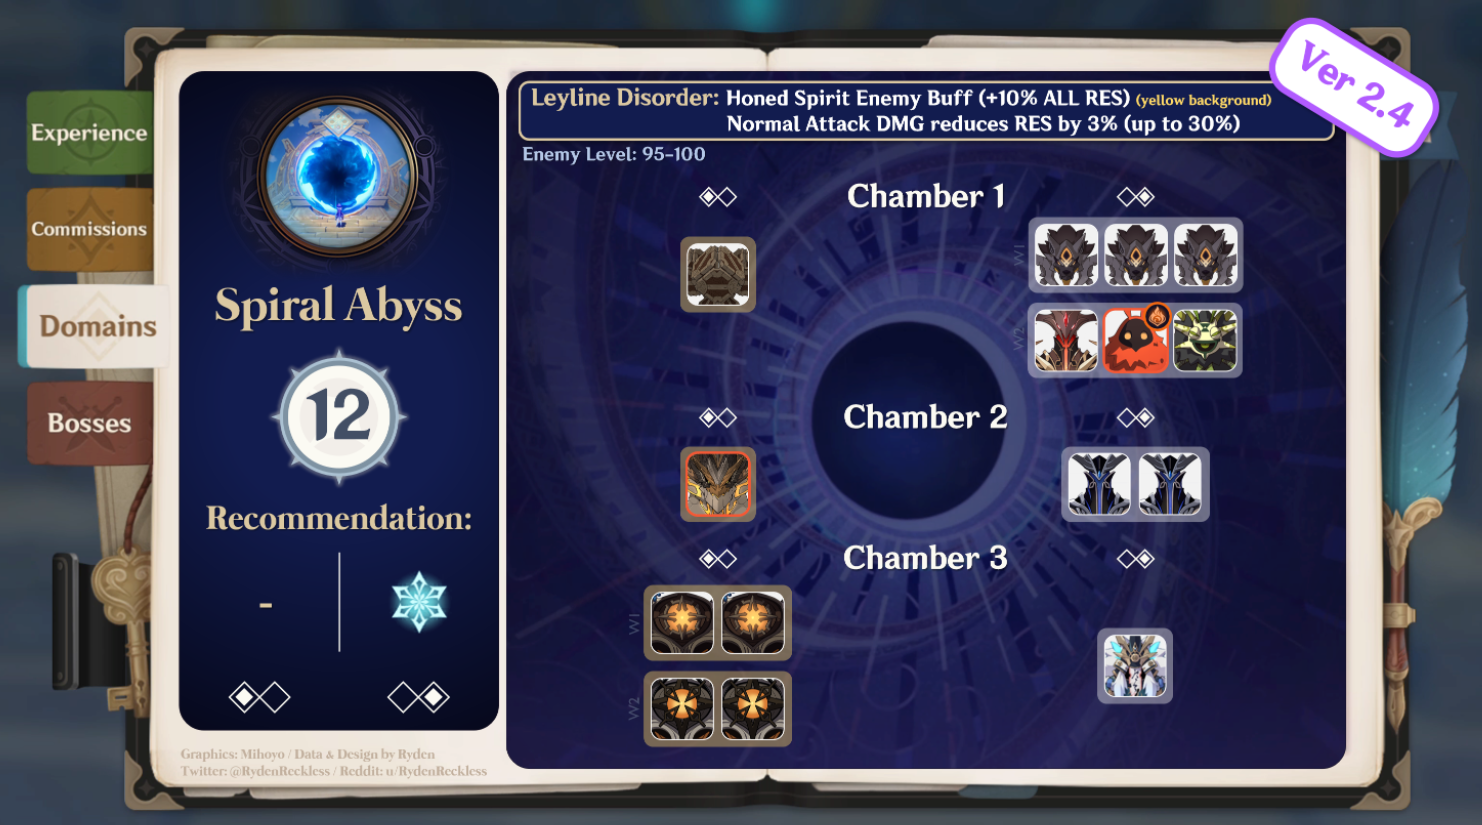 Ver 2.4
Experience
Commissions
Domains
Bosses
Spiral Abyss
12
Recommendation:
-
Graphics: Mihoyo / Data & Design by Ryden
Twitter: @RydenReckless / Reddit: u/RydenReckless
Leyline Disorder: Honed Spirit Enemy Buff (+10% ALL RES) (yellow background)
Normal Attack DMG reduces RES by 3% (up to 30%)
Enemy Level: 95-100
Chamber 1
W1
W2
Chamber 2
Chamber 3
W1
W2